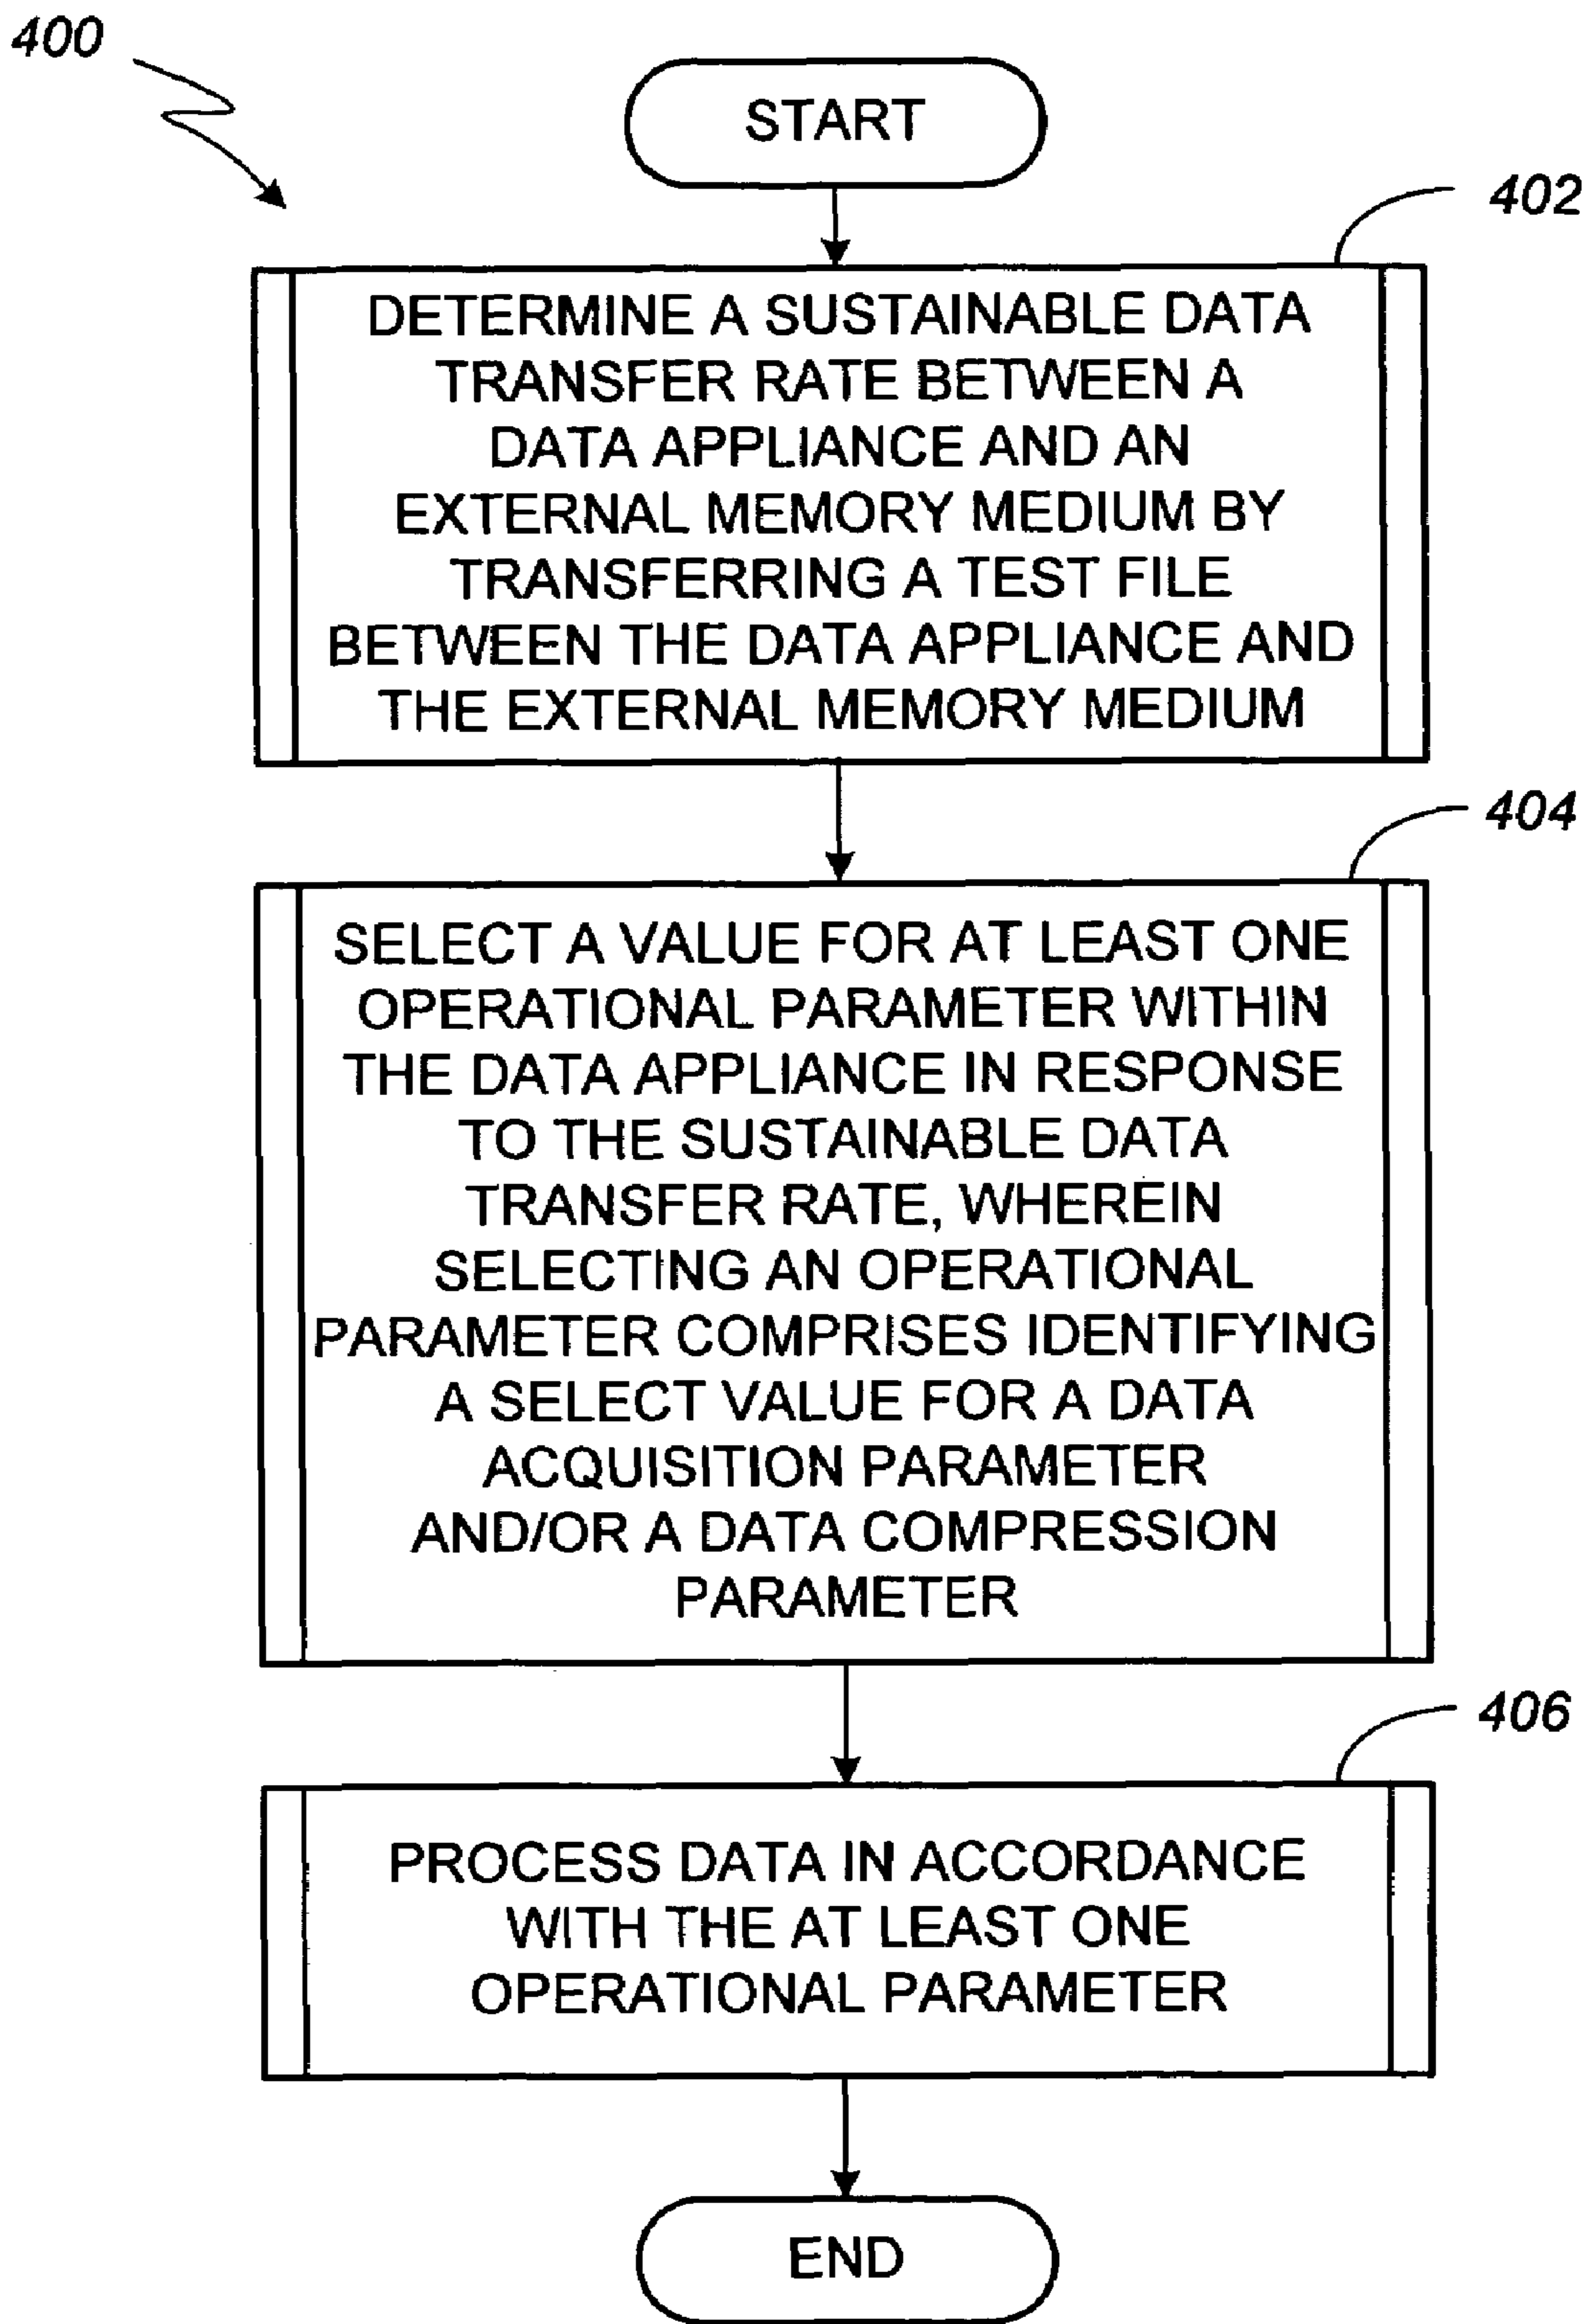 400
START
402
DETERMINE A SUSTAINABLE DATA
TRANSFER RATE BETWEEN A
DATA APPLIANCE AND AN
EXTERNAL MEMORY MEDIUM BY
TRANSFERRING A TEST FILE
BETWEEN THE DATA APPLIANCE AND
THE EXTERNAL MEMORY MEDIUM
404
SELECT A VALUE FOR AT LEAST ONE
OPERATIONAL PARAMETER WITHIN
THE DATA APPLIANCE IN RESPONSE
TO THE SUSTAINABLE DATA
TRANSFER RATE, WHEREIN
SELECTING AN OPERATIONAL
PARAMETER COMPRISES IDENTIFYING
A SELECT VALUE FOR A DATA
ACQUISITION PARAMETER
AND/OR A DATA COMPRESSION
PARAMETER
406
PROCESS DATA IN ACCORDANCE
WITH THE AT LEAST ONE
OPERATIONAL PARAMETER
END